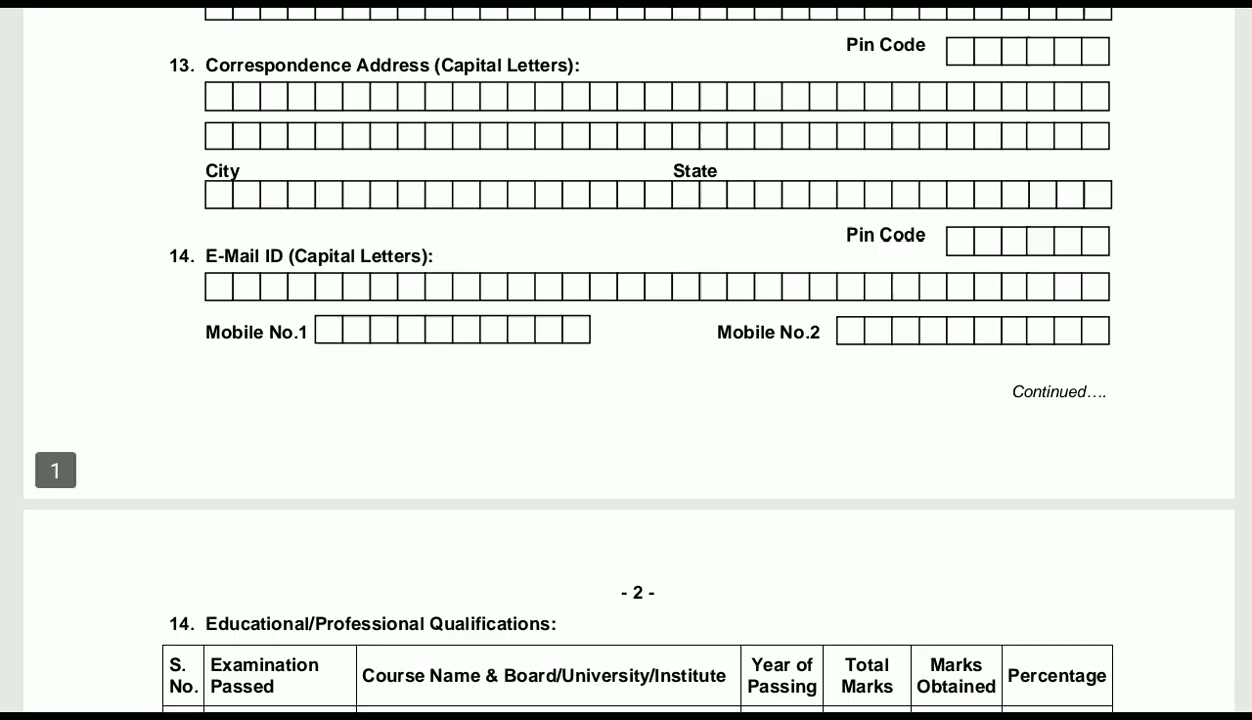 Pin Code
13. Correspondence Address (Capital Letters):
City State
Pin Code
14. E-Mail ID (Capital Letters):
Mobile No.1 Mobile No.2
Continued….
1
- 2 -
14. Educational/Professional Qualifications:
S. No. Examination Passed Course Name & Board/University/Institute Year of Passing Total Marks Marks Obtained Percentage